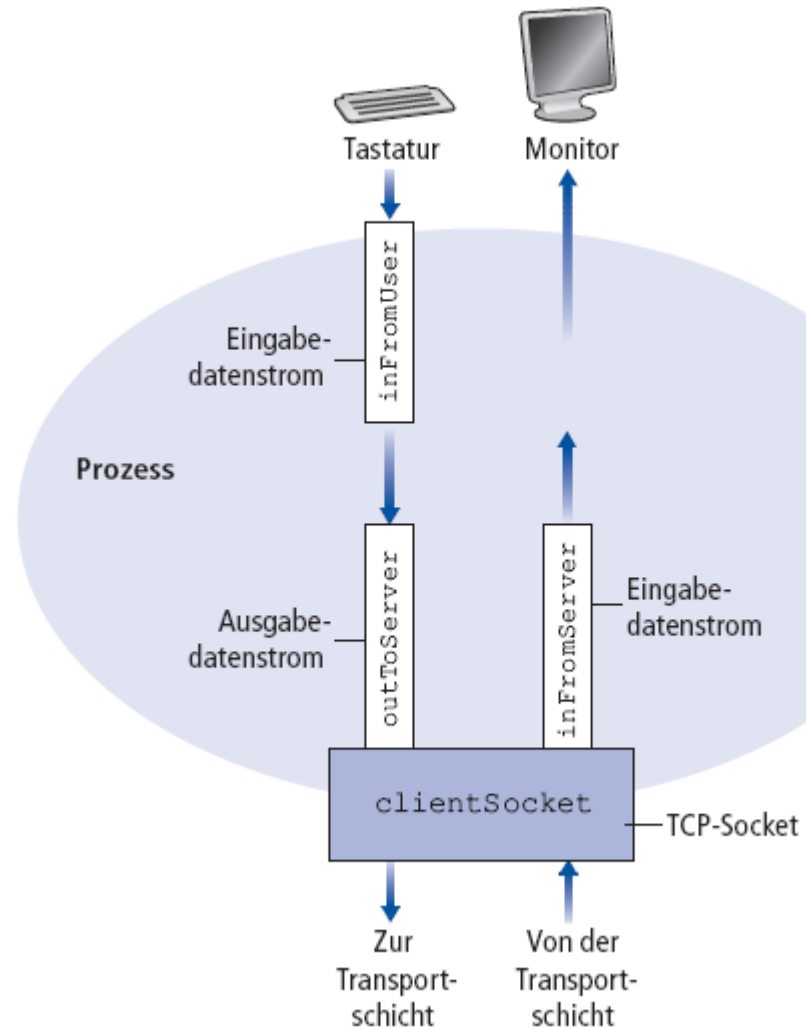 Tastatur
Monitor
inFromUser
Eingabe-
datenstrom
Prozess
outToServer
Ausgabe-
datenstrom
inFromServer
Eingabe-
datenstrom
clientSocket
TCP-Socket
Zur
Transport-
schicht
Von der
Transport-
schicht